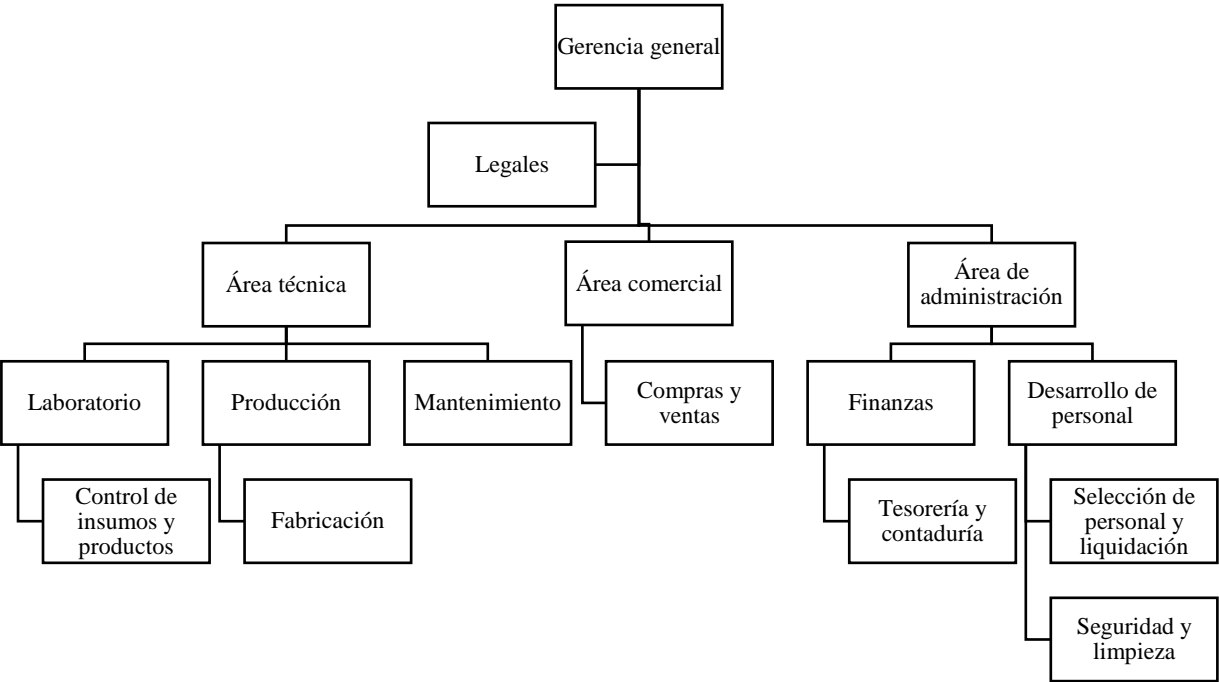 Gerencia general
Legales
Área técnica
Área comercial
Área de
administración
Laboratorio
Producción
Mantenimiento
Compras y
ventas
Finanzas
Desarrollo de
personal
Control de
insumos y
productos
Fabricación
Tesorería y
contaduría
Selección de
personal y
liquidación
Seguridad y
limpieza